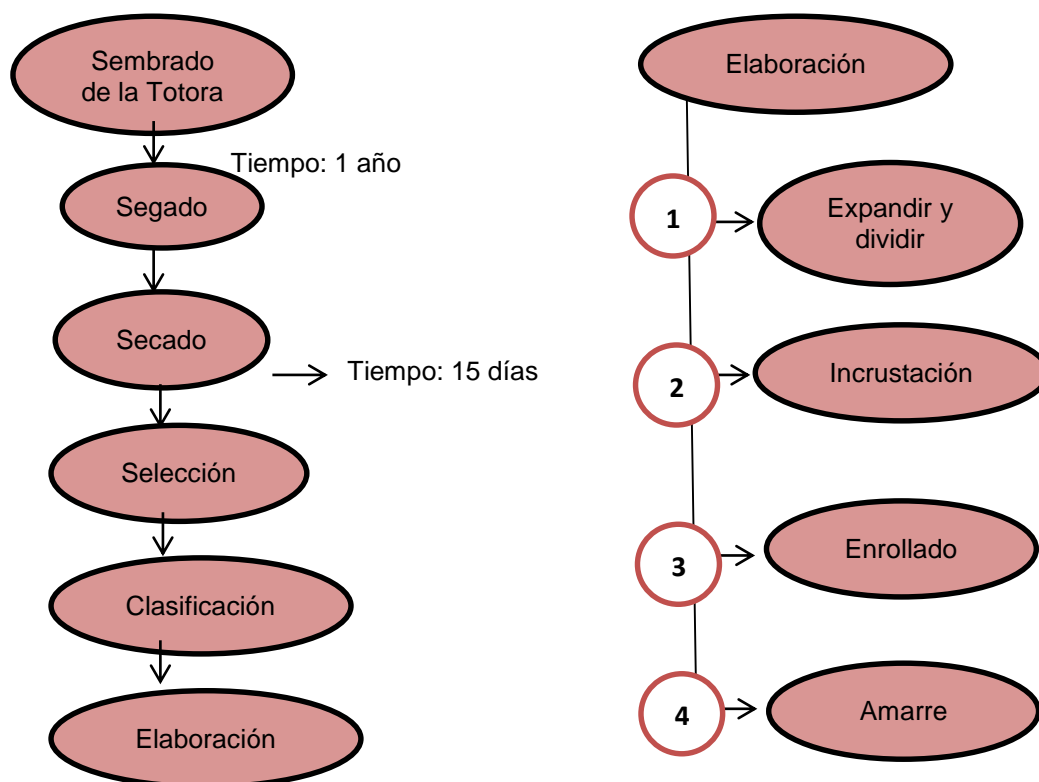 Sembrado
de la Totora
Tiempo: 1 año
Segado
Secado
Tiempo: 15 días
Selección
Clasificación
Elaboración
Elaboración
1
Expandir y
dividir
2
Incrustación
3
Enrollado
4
Amarre